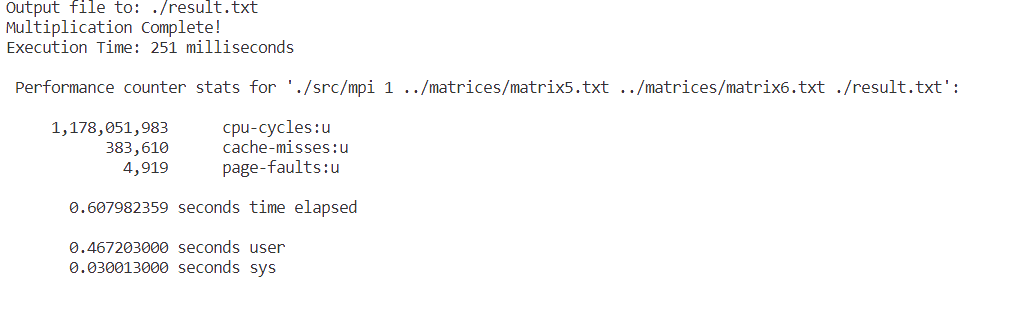 Output file to: ./result.txt
Multiplication Complete!
Execution Time: 251 milliseconds
Performance counter stats for './src/mpi 1 ../matrices/matrix5.txt ../matrices/matrix6.txt ./result.txt':
1,178,051,983 cpu-cycles:u
383,610 cache-misses:u
4,919 page-faults:u
0.607982359 seconds time elapsed
0.467203000 seconds user
0.030013000 seconds sys